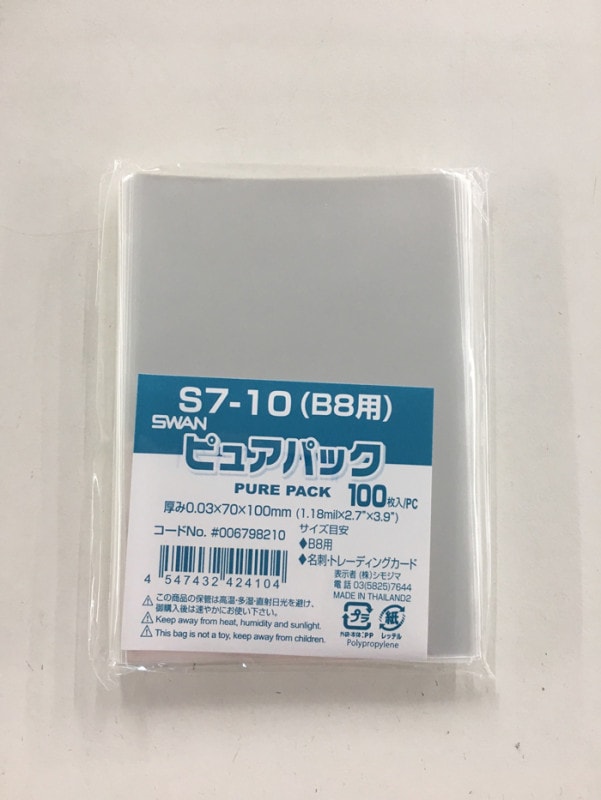 S7-10(B8用)
SWAN
ピュアパック
PURE PACK 100枚入/PC
厚み0.03×70×100mm (1.18mil×2.7"×3.9")
コードNo. #006798210
サイズ目安
◆B8用
◆名刺・トレーディングカード
4 547432 424104
表示者 (株)シモジマ
電話 03(5825)7644
MADE IN THAILAND2
⚠この商品の保管は高温・多湿・直射日光を避け、
御購入後は速やかにお使い下さい。
⚠Keep away from heat, humidity and sunlight.
⚠This bag is not a toy, keep away from children.
プラ
紙
外袋・本体:PP
レッテル
Polypropylene